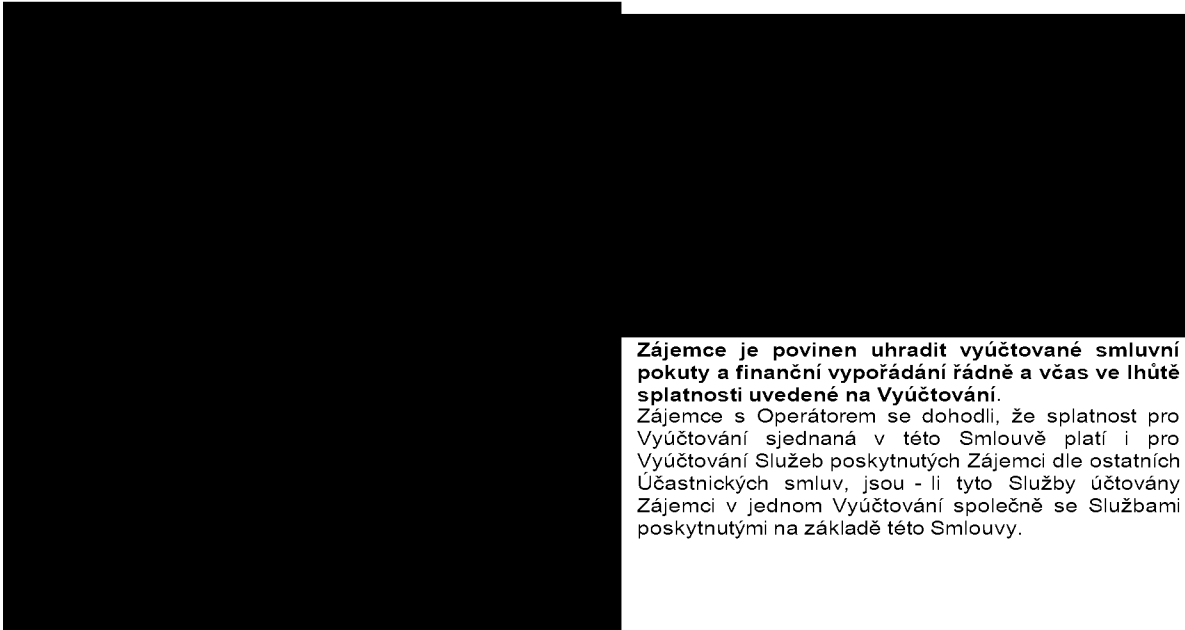 Zájemce je povinen uhradit vyúčtované smluvní
pokuty a finanční vypořádání řádně a včas ve lhůtě
splatnosti uvedené na Vyúčtování.
Zájemce s Operátorem se dohodli, že splatnost pro
Vyúčtování sjednaná v této Smlouvě platí i pro
Vyúčtování Služeb poskytnutých Zájemci dle ostatních
Účastnických smluv, jsou - li tyto Služby účtovány
Zájemci v jednom Vyúčtování společně se Službami
poskytnutými na základě této Smlouvy.